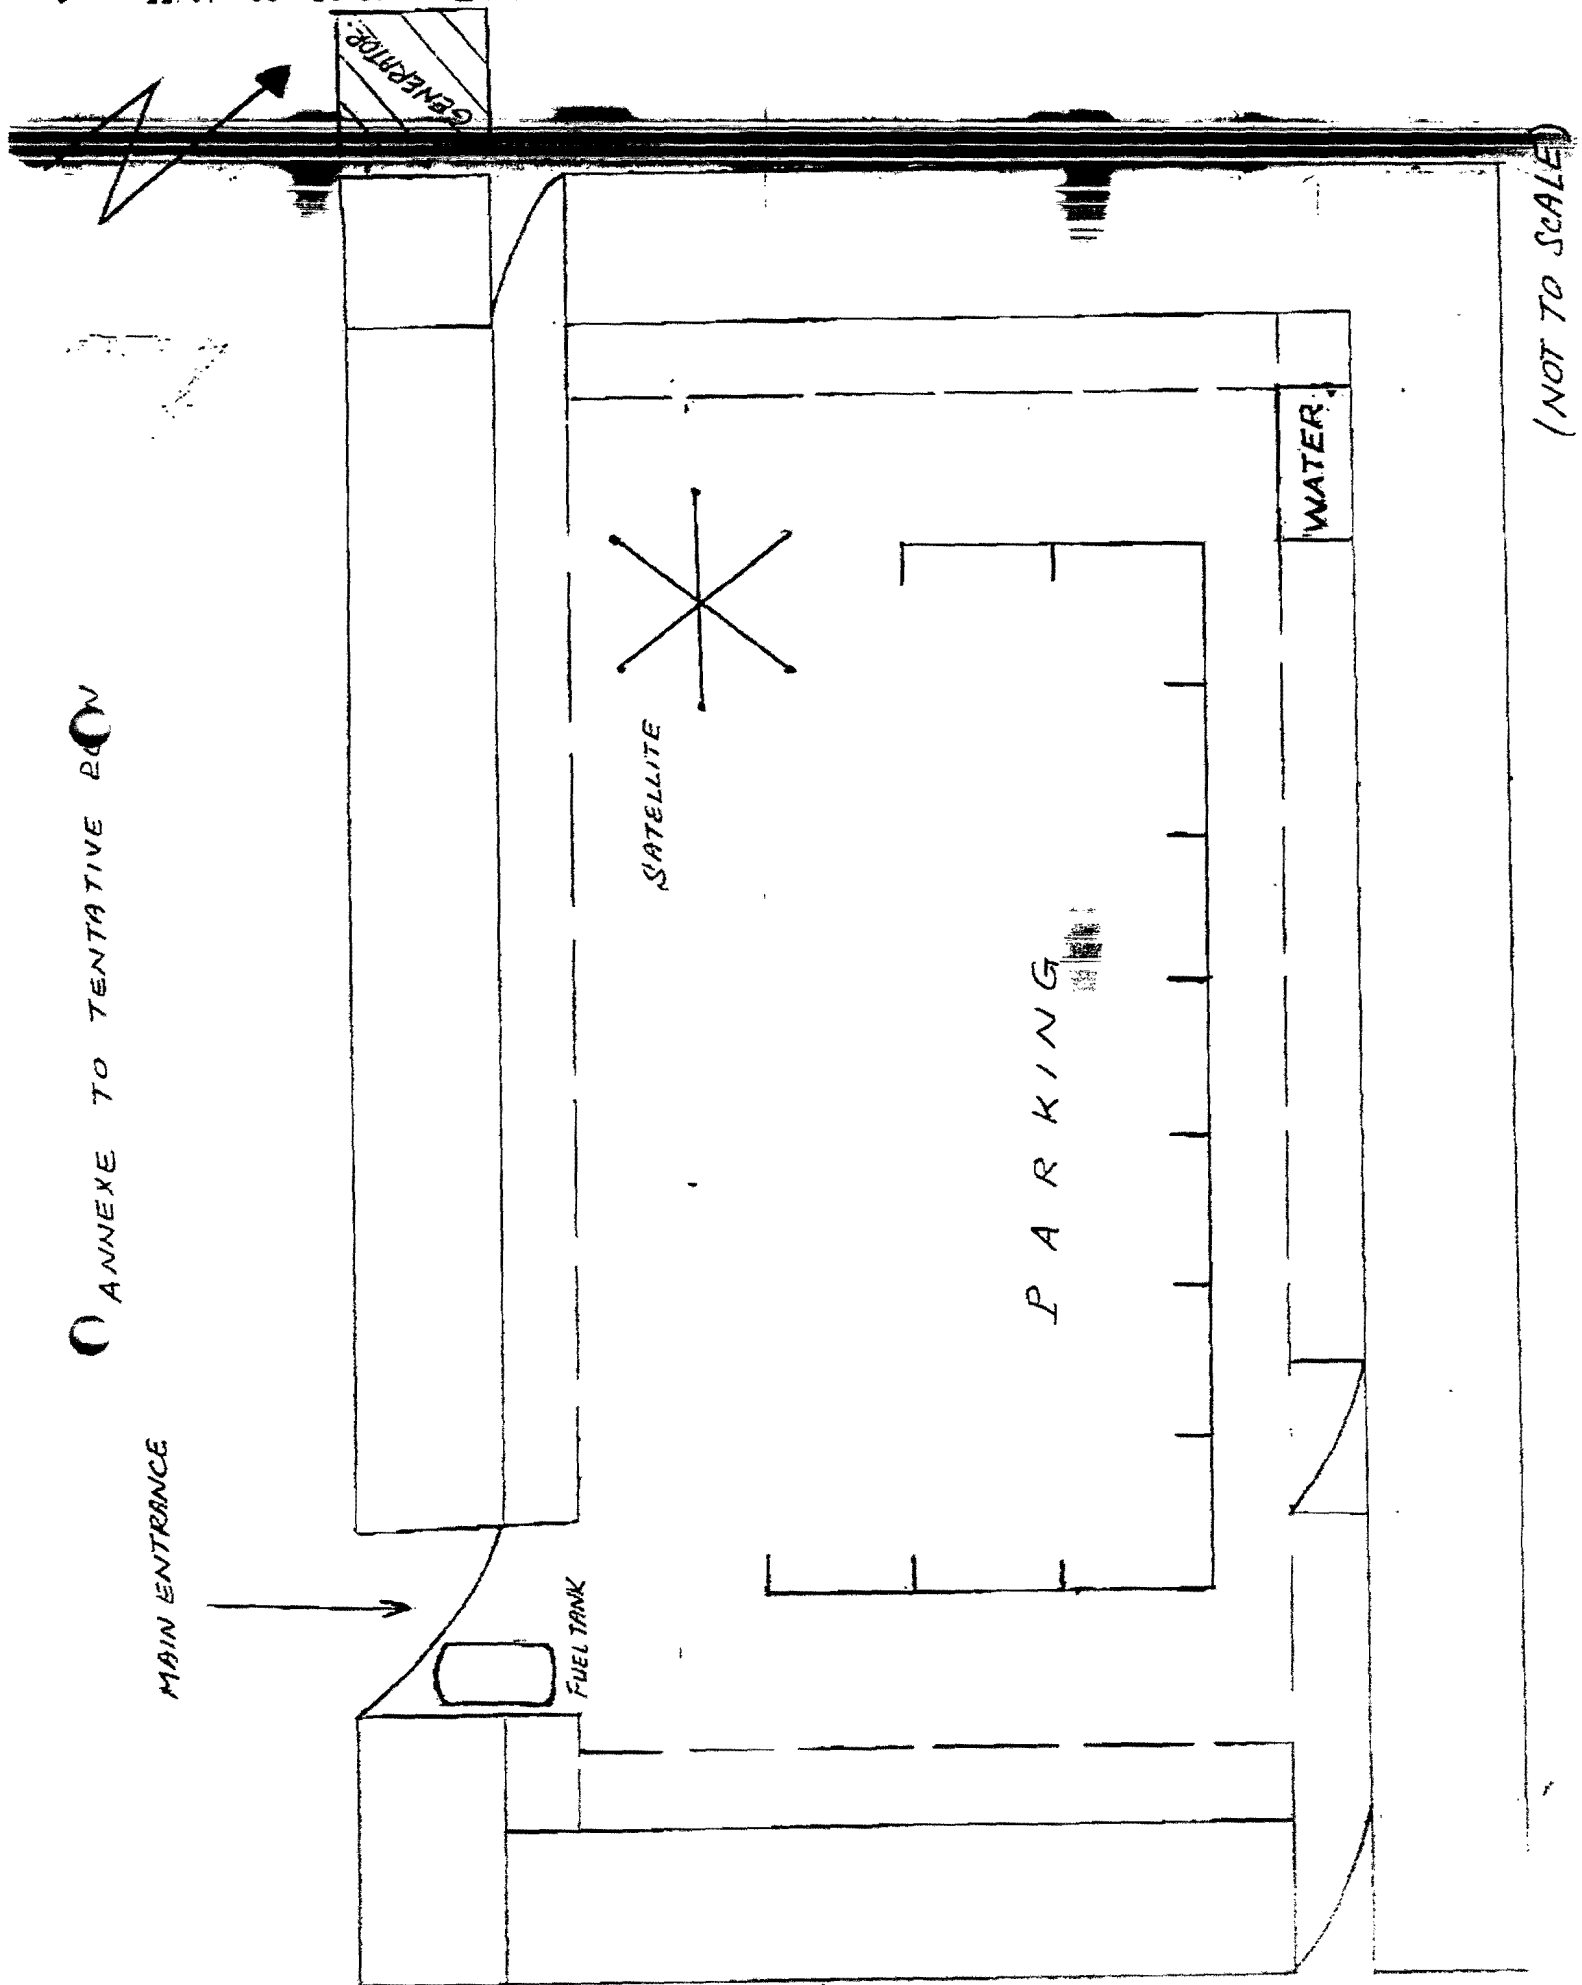 ANNEXE TO TENTATIVE
MAIN ENTRANCE
GENERATOR.
SATELLITE
FUEL TANK
PARKING
WATER
(NOT TO SCALE)